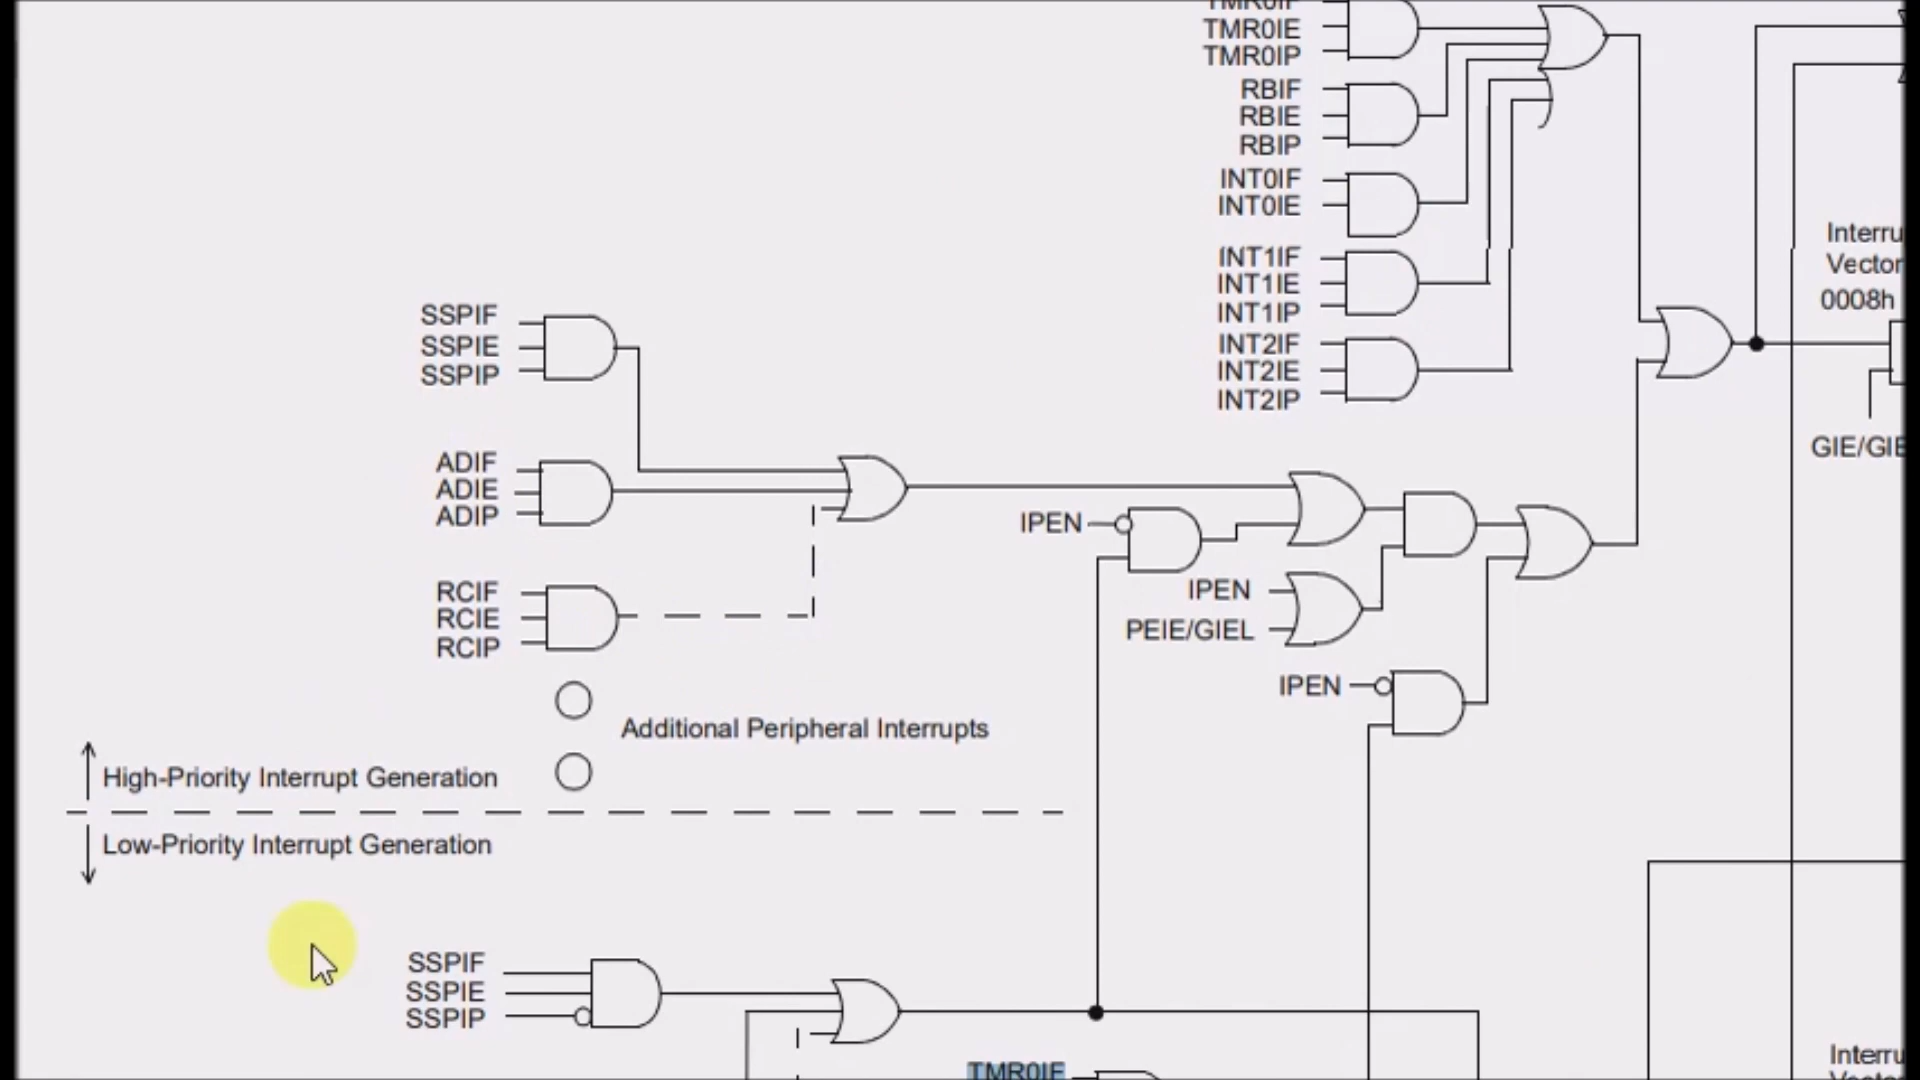 TMR0IF
TMR0IE
TMR0IP
RBIF
RBIE
RBIP
INT0IF
INT0IE
INT1IF
INT1IE
INT1IP
INT2IF
INT2IE
INT2IP
Interru
Vector
0008h
GIE/GIE
SSPIF
SSPIE
SSPIP
ADIF
ADIE
ADIP
RCIF
RCIE
RCIP
IPEN
IPEN
PEIE/GIEL
IPEN
Additional Peripheral Interrupts
High-Priority Interrupt Generation
Low-Priority Interrupt Generation
SSPIF
SSPIE
SSPIP
TMR0IF
Interru